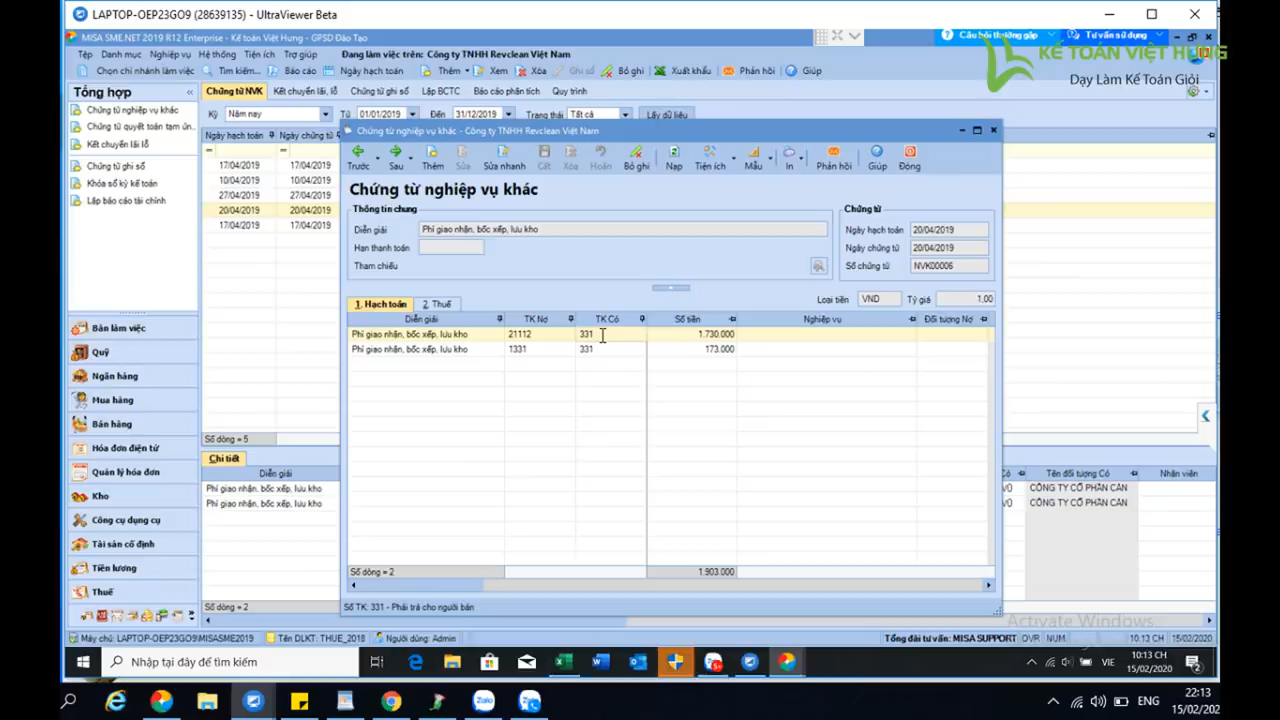 LAPTOP-OEP23GO9 (28639135) - UltraViewer Beta
MISA SME.NET 2019 R12 Enterprise - Kế toán Việt Hưng - GPSD Đào Tạo
Câu hỏi thường gặp
Tư vấn sử dụng
KẾ TOÁN VIỆT HƯNG
Dạy Làm Kế Toán Giỏi
Tệp Danh mục Nghiệp vụ Hệ thống Tiện ích Trợ giúp Đang làm việc trên: Công ty TNHH Revclean Việt Nam
Chọn chi nhánh làm việc Tìm kiếm... Báo cáo Ngày hạch toán Thêm Xem Xóa Ghi sổ Bỏ ghi Xuất khẩu Phản hồi Giúp
Tổng hợp «
Chứng từ nghiệp vụ khác
Chứng từ quyết toán tạm ứn...
Kết chuyển lãi lỗ
Chứng từ ghi sổ
Khóa sổ kỳ kế toán
Lập báo cáo tài chính
Bàn làm việc
Quỹ
Ngân hàng
Mua hàng
Bán hàng
Hóa đơn điện tử
Quản lý hóa đơn
Kho
Công cụ dụng cụ
Tài sản cố định
Tiền lương
Thuế
Chứng từ NVK Kết chuyển lãi, lỗ Chứng từ ghi sổ Lập BCTC Báo cáo phân tích Quy trình
Kỳ Năm nay Từ 01/01/2019 Đến 31/12/2019 Trạng thái Tất cả Lấy dữ liệu
Ngày hạch toán Ngày chứng từ
17/04/2019 17/04/2019
10/04/2019 10/04/2019
27/04/2019 27/04/2019
20/04/2019 20/04/2019
17/04/2019 17/04/2019
Số dòng = 5
Chi tiết
Diễn giải
Phí giao nhận, bốc xếp, lưu kho
Phí giao nhận, bốc xếp, lưu kho
Số dòng = 2
Chứng từ nghiệp vụ khác - Công ty TNHH Revclean Việt Nam
Trước Sau Thêm Sửa Sửa nhanh Cất Xóa Hoãn Bỏ ghi Nạp Tiện ích Mẫu In Phản hồi Giúp Đóng
Chứng từ nghiệp vụ khác
Thông tin chung
Diễn giải Phí giao nhận, bốc xếp, lưu kho
Hạn thanh toán
Tham chiếu
Chứng từ
Ngày hạch toán 20/04/2019
Ngày chứng từ 20/04/2019
Số chứng từ NVK00006
Loại tiền VND Tỷ giá 1,00
1. Hạch toán 2. Thuế
Diễn giải TK Nợ TK Có Số tiền Nghiệp vụ Đối tượng Nợ
Phí giao nhận, bốc xếp, lưu kho 21112 331 1.730.000
Phí giao nhận, bốc xếp, lưu kho 1331 331 173.000
Số dòng = 2 1.903.000
Số TK: 331 - Phải trả cho người bán
Có Tên đối tượng Có Nhân viên
V0 CÔNG TY CỔ PHẦN CÂN
V0 CÔNG TY CỔ PHẦN CÂN
Activate Windows
Máy chủ: LAPTOP-OEP23GO9\MISASME2019 Tên DLKT: THUE_2018 Người dùng: Admin Tổng đài tư vấn: MISA SUPPORT OVR NUM 10:13 CH 15/02/2020
Nhập tại đây để tìm kiếm
VIE
10:13 CH
15/02/2020
2
ENG
22:13
15/02/202